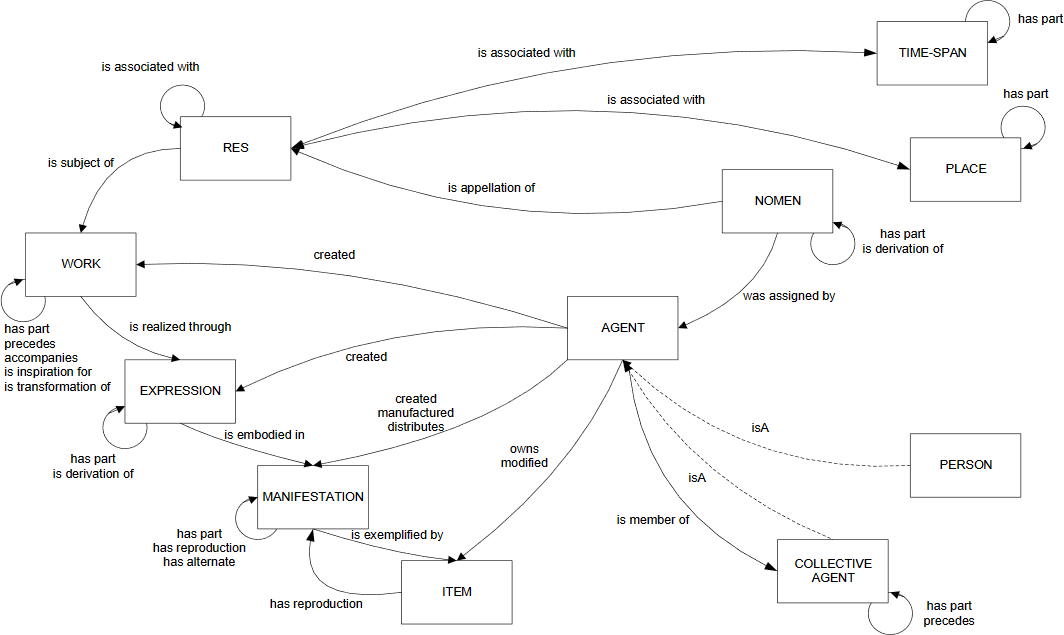 has part
TIME-SPAN
is associated with
is associated with
is associated with
has part
RES
PLACE
is subject of
is appellation of
NOMEN
has part
is derivation of
WORK
created
was assigned by
has part
precedes
accompanies
is inspiration for
is transformation of
is realized through
AGENT
created
EXPRESSION
created
manufactured
distributes
has part
is derivation of
is embodied in
owns
modified
isA
PERSON
isA
MANIFESTATION
has part
has reproduction
has alternate
is exemplified by
is member of
COLLECTIVE
AGENT
ITEM
has reproduction
has part
precedes